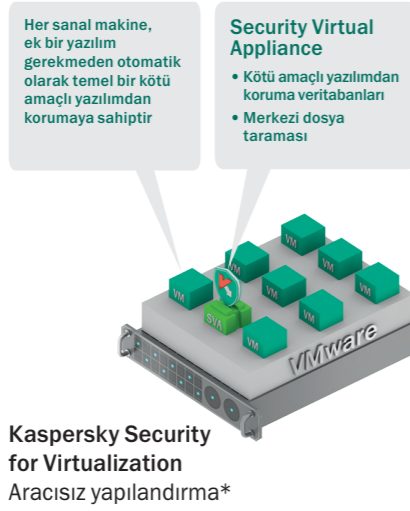 Her sanal makine,
ek bir yazılım
gerekmeden otomatik
olarak temel bir kötü
amaçlı yazılımdan
korumaya sahiptir
Security Virtual
Appliance
• Kötü amaçlı yazılımdan
koruma veritabanları
• Merkezi dosya
taraması
VM
VM
VM
VM
VM
VM
VM
SVA
VM
VMware
Kaspersky Security
for Virtualization
Aracısız yapılandırma*